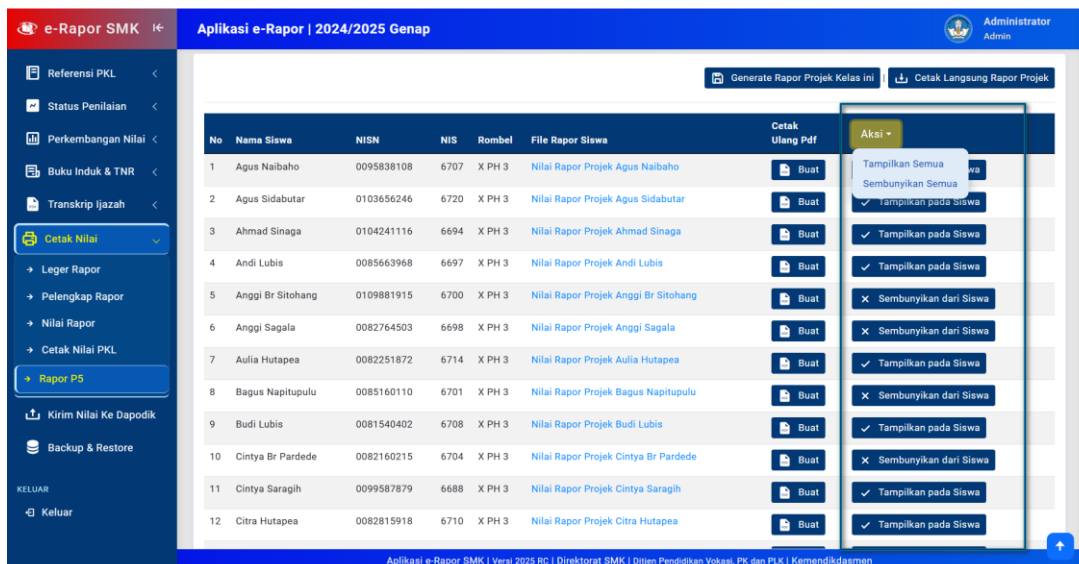 e-Rapor SMK
Aplikasi e-Rapor | 2024/2025 Genap
Administrator
Admin
Referensi PKL
Status Penilaian
Perkembangan Nilai
Buku Induk & TNR
Transkrip Ijazah
Cetak Nilai
Leger Rapor
Pelengkap Rapor
Nilai Rapor
Cetak Nilai PKL
Rapor P5
Kirim Nilai Ke Dapodik
Backup & Restore
KELUAR
Keluar
Generate Rapor Projek Kelas ini | Cetak Langsung Rapor Projek
No Nama Siswa NISN NIS Rombel File Rapor Siswa Cetak Ulang Pdf Aksi
Tampilkan Semua
Sembunyikan Semua
1 Agus Naibaho 0095838108 6707 X PH 3 Nilai Rapor Projek Agus Naibaho Buat wa
2 Agus Sidabutar 0103656246 6720 X PH 3 Nilai Rapor Projek Agus Sidabutar Buat Tampilkan pada Siswa
3 Ahmad Sinaga 0104241116 6694 X PH 3 Nilai Rapor Projek Ahmad Sinaga Buat Tampilkan pada Siswa
4 Andi Lubis 0085663968 6697 X PH 3 Nilai Rapor Projek Andi Lubis Buat Tampilkan pada Siswa
5 Anggi Br Sitohang 0109881915 6700 X PH 3 Nilai Rapor Projek Anggi Br Sitohang Buat Sembunyikan dari Siswa
6 Anggi Sagala 0082764503 6698 X PH 3 Nilai Rapor Projek Anggi Sagala Buat Sembunyikan dari Siswa
7 Aulia Hutapea 0082251872 6714 X PH 3 Nilai Rapor Projek Aulia Hutapea Buat Tampilkan pada Siswa
8 Bagus Napitupulu 0085160110 6701 X PH 3 Nilai Rapor Projek Bagus Napitupulu Buat Sembunyikan dari Siswa
9 Budi Lubis 0081540402 6708 X PH 3 Nilai Rapor Projek Budi Lubis Buat Tampilkan pada Siswa
10 Cintya Br Pardede 0082160215 6704 X PH 3 Nilai Rapor Projek Cintya Br Pardede Buat Sembunyikan dari Siswa
11 Cintya Saragih 0099587879 6688 X PH 3 Nilai Rapor Projek Cintya Saragih Buat Tampilkan pada Siswa
12 Citra Hutapea 0082815918 6710 X PH 3 Nilai Rapor Projek Citra Hutapea Buat Tampilkan pada Siswa
Aplikasi e-Rapor SMK | Versi 2025 RC | Direktorat SMK | Ditjen Pendidikan Vokasi, PK dan PLK | Kemendikdasmen